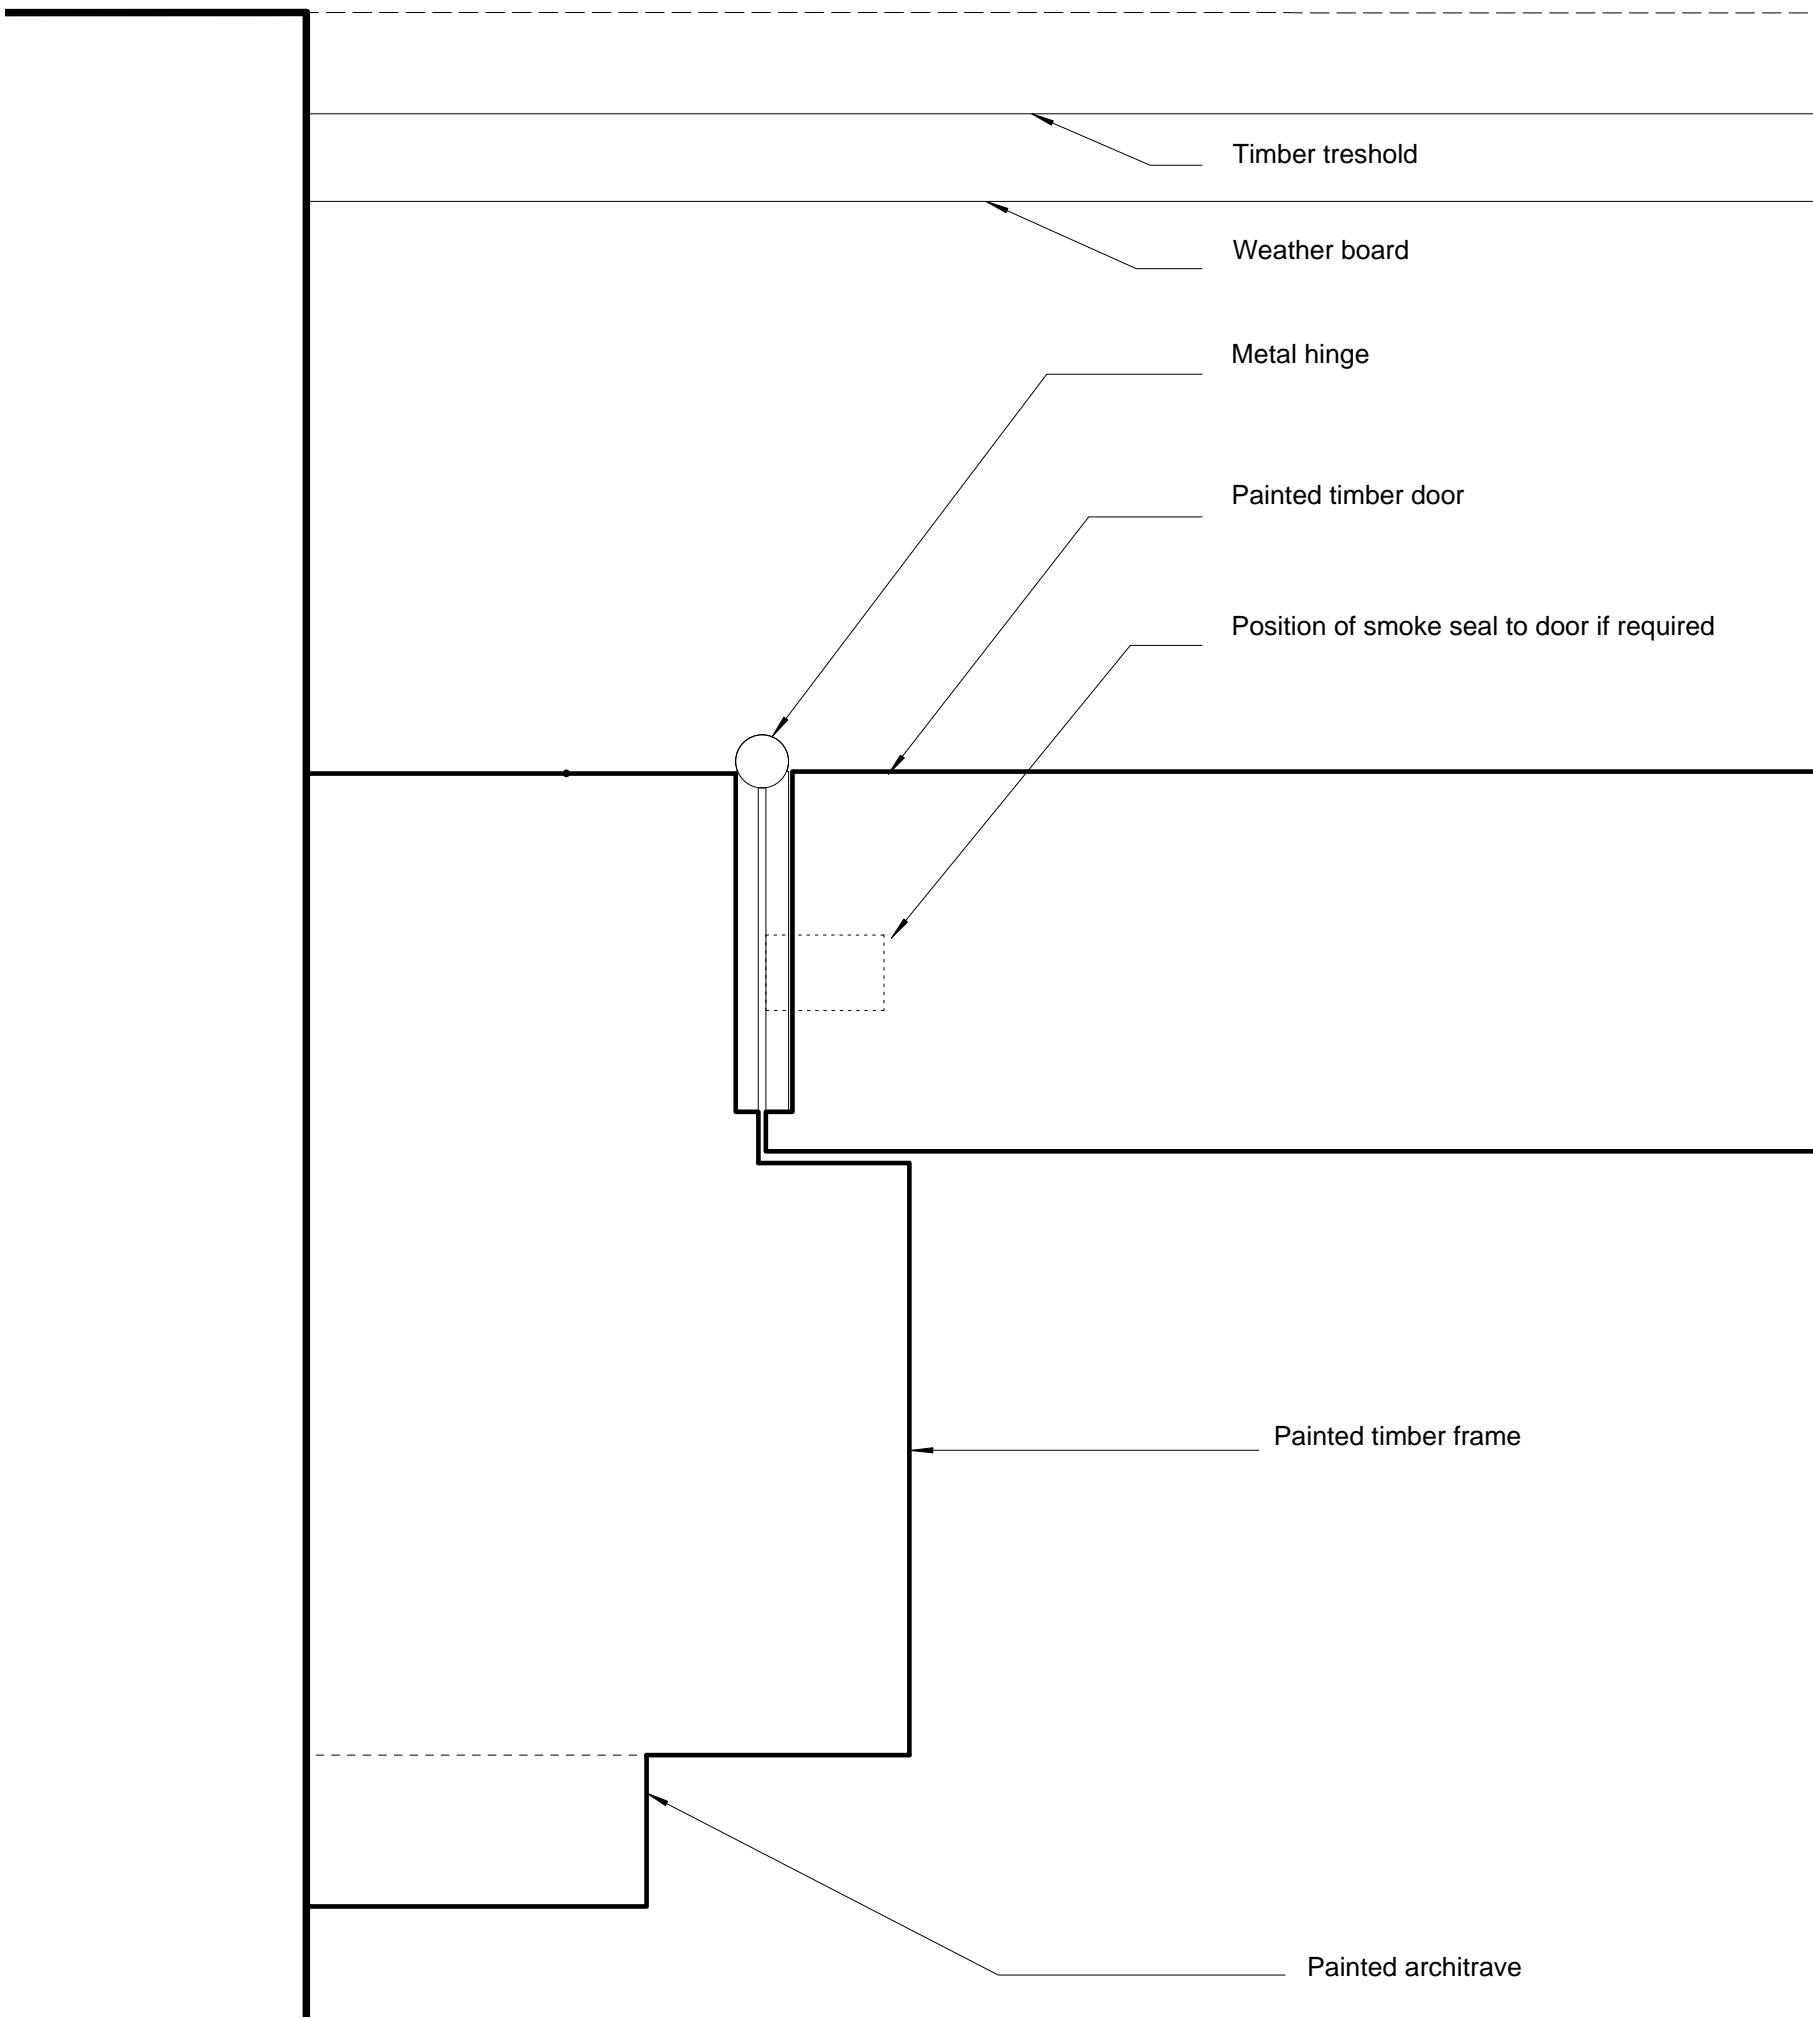 Timber treshold
Weather board
Metal hinge
Painted timber door
Position of smoke seal to door if required
Painted timber frame
Painted architrave